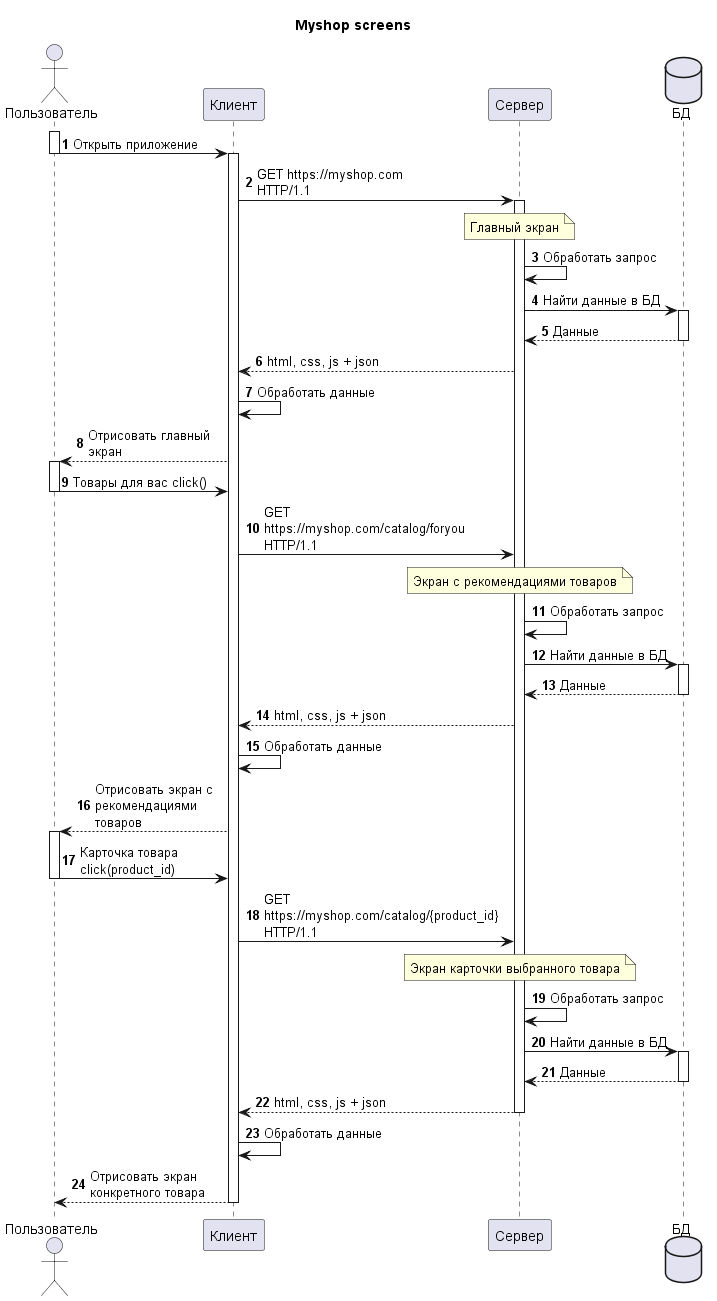 Myshop screens
Пользователь
Клиент
Сервер
БД
1 Открыть приложение
2 GET https://myshop.com
HTTP/1.1
Главный экран
3 Обработать запрос
4 Найти данные в БД
5 Данные
6 html, css, js + json
7 Обработать данные
8 Отрисовать главный
экран
9 Товары для вас click()
10 GET
https://myshop.com/catalog/foryou
HTTP/1.1
Экран с рекомендациями товаров
11 Обработать запрос
12 Найти данные в БД
13 Данные
14 html, css, js + json
15 Обработать данные
16 Отрисовать экран с
рекомендациями
товаров
17 Карточка товара
click(product_id)
18 GET
https://myshop.com/catalog/{product_id}
HTTP/1.1
Экран карточки выбранного товара
19 Обработать запрос
20 Найти данные в БД
21 Данные
22 html, css, js + json
23 Обработать данные
24 Отрисовать экран
конкретного товара
Пользователь
Клиент
Сервер
БД